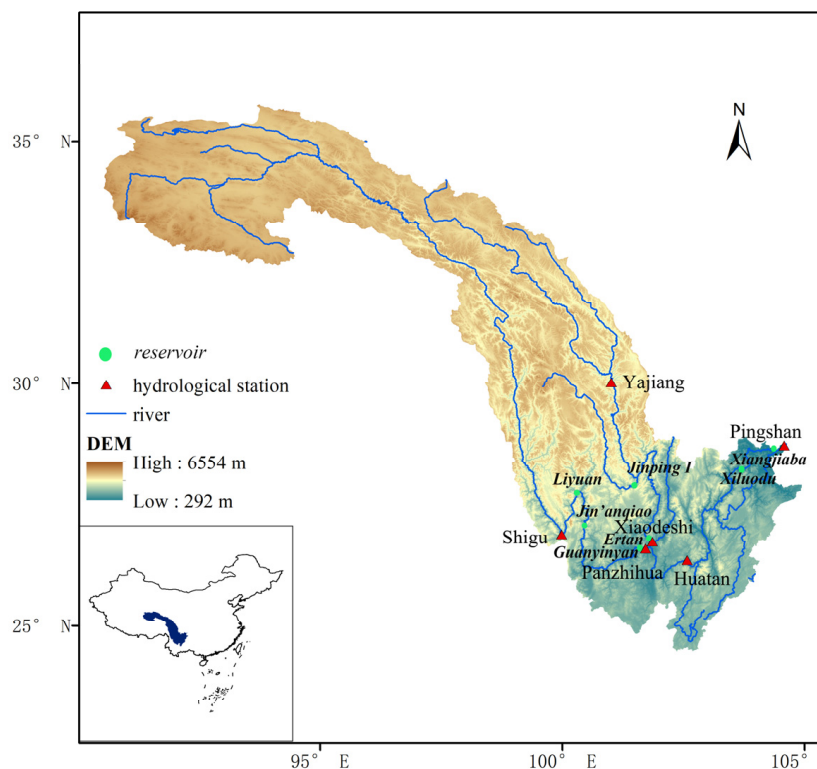 N
35° N
reservoir
hydrological station
river
DEM
High : 6554 m
Low : 292 m
30° N
Yajiang
Pingshan
Xiangjiaba
Xiluodu
Jinping I
Liyuan
Jin'anqiao
Xiaodeshi
Shigu
Ertan
Guanyinyan
Panzhihua
Huatan
25° N
95° E
100° E
105° E